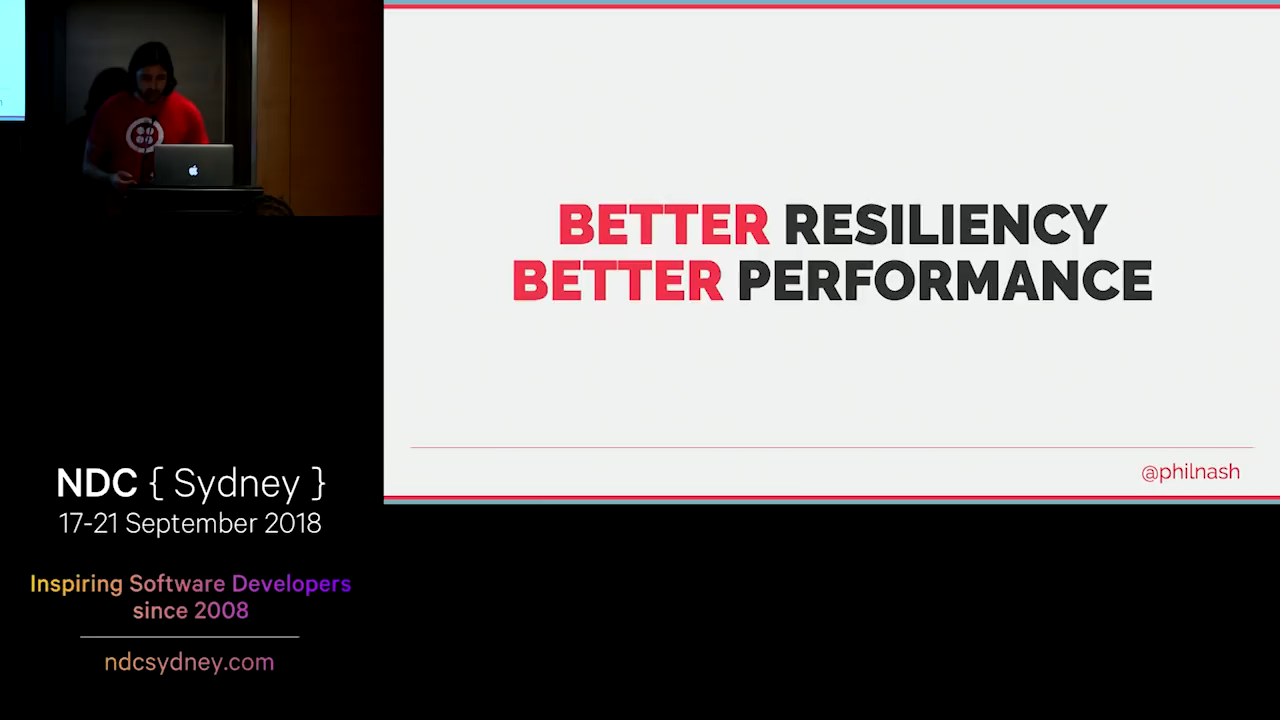 BETTER RESILIENCY
BETTER PERFORMANCE
@philnash
NDC { Sydney }
17-21 September 2018
Inspiring Software Developers
since 2008
ndcsydney.com